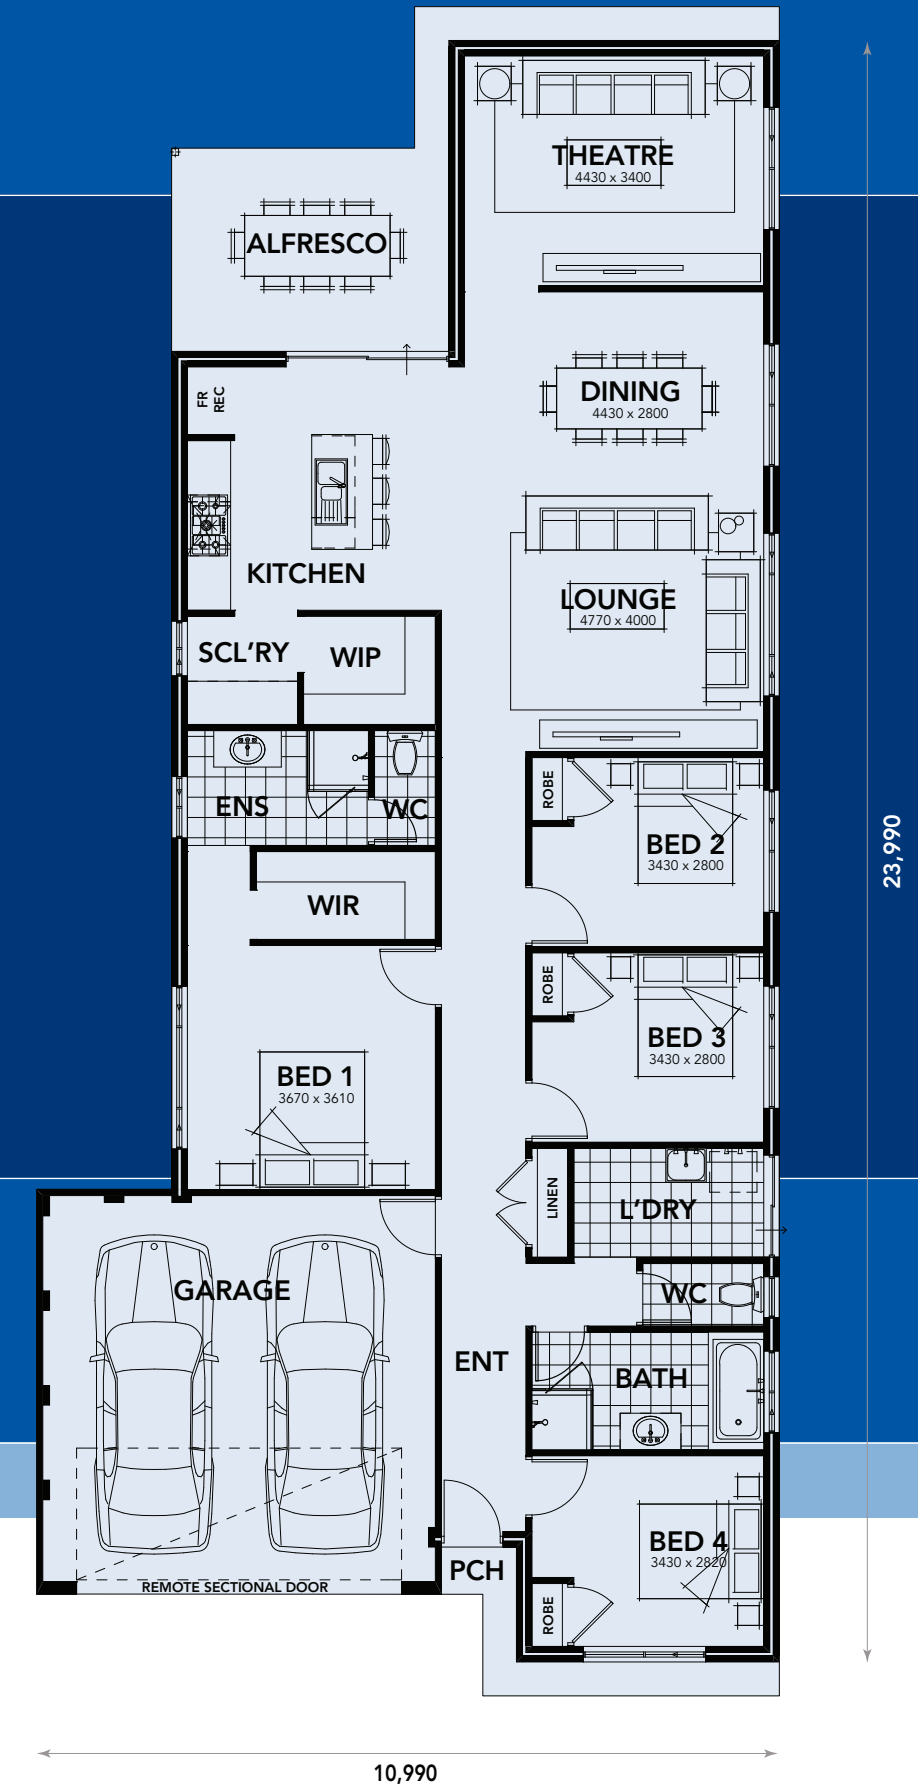 THEATRE
4430 x 3400
ALFRESCO
FR
REC
DINING
4430 x 2800
KITCHEN
LOUNGE
4770 x 4000
SCL'RY
WIP
ENS
WC
ROBE
BED 2
3430 x 2800
23,990
WIR
ROBE
BED 3
3430 x 2800
BED 1
3670 x 3610
LINEN
L'DRY
GARAGE
WC
ENT
BATH
BED 4
3430 x 2820
PCH
REMOTE SECTIONAL DOOR
ROBE
10,990